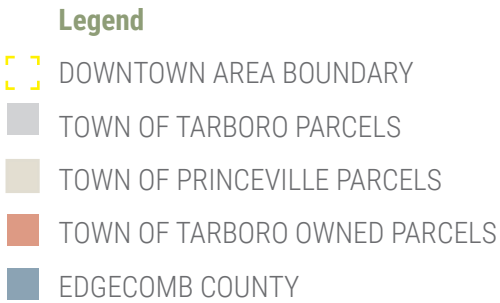 Legend
DOWNTOWN AREA BOUNDARY
TOWN OF TARBORO PARCELS
TOWN OF PRINCEVILLE PARCELS
TOWN OF TARBORO OWNED PARCELS
EDGECOMB COUNTY